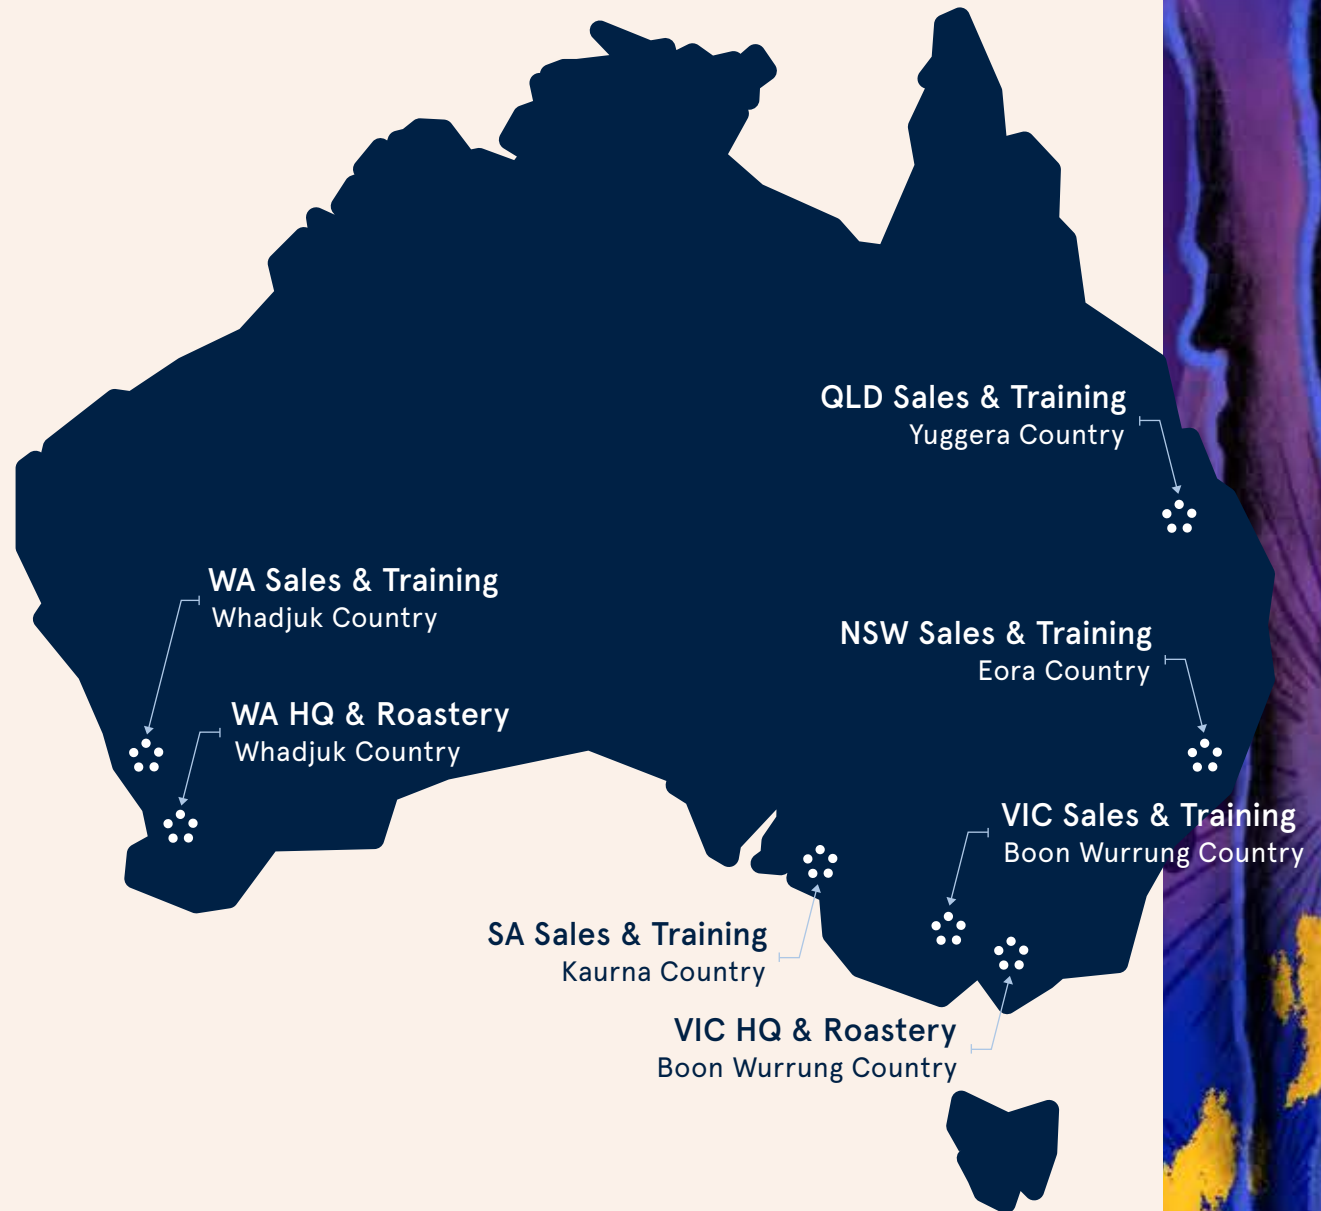 QLD Sales & Training
Yuggera Country
WA Sales & Training
Whadjuk Country
NSW Sales & Training
Eora Country
WA HQ & Roastery
Whadjuk Country
VIC Sales & Training
Boon Wurrung Country
SA Sales & Training
Kaurna Country
VIC HQ & Roastery
Boon Wurrung Country